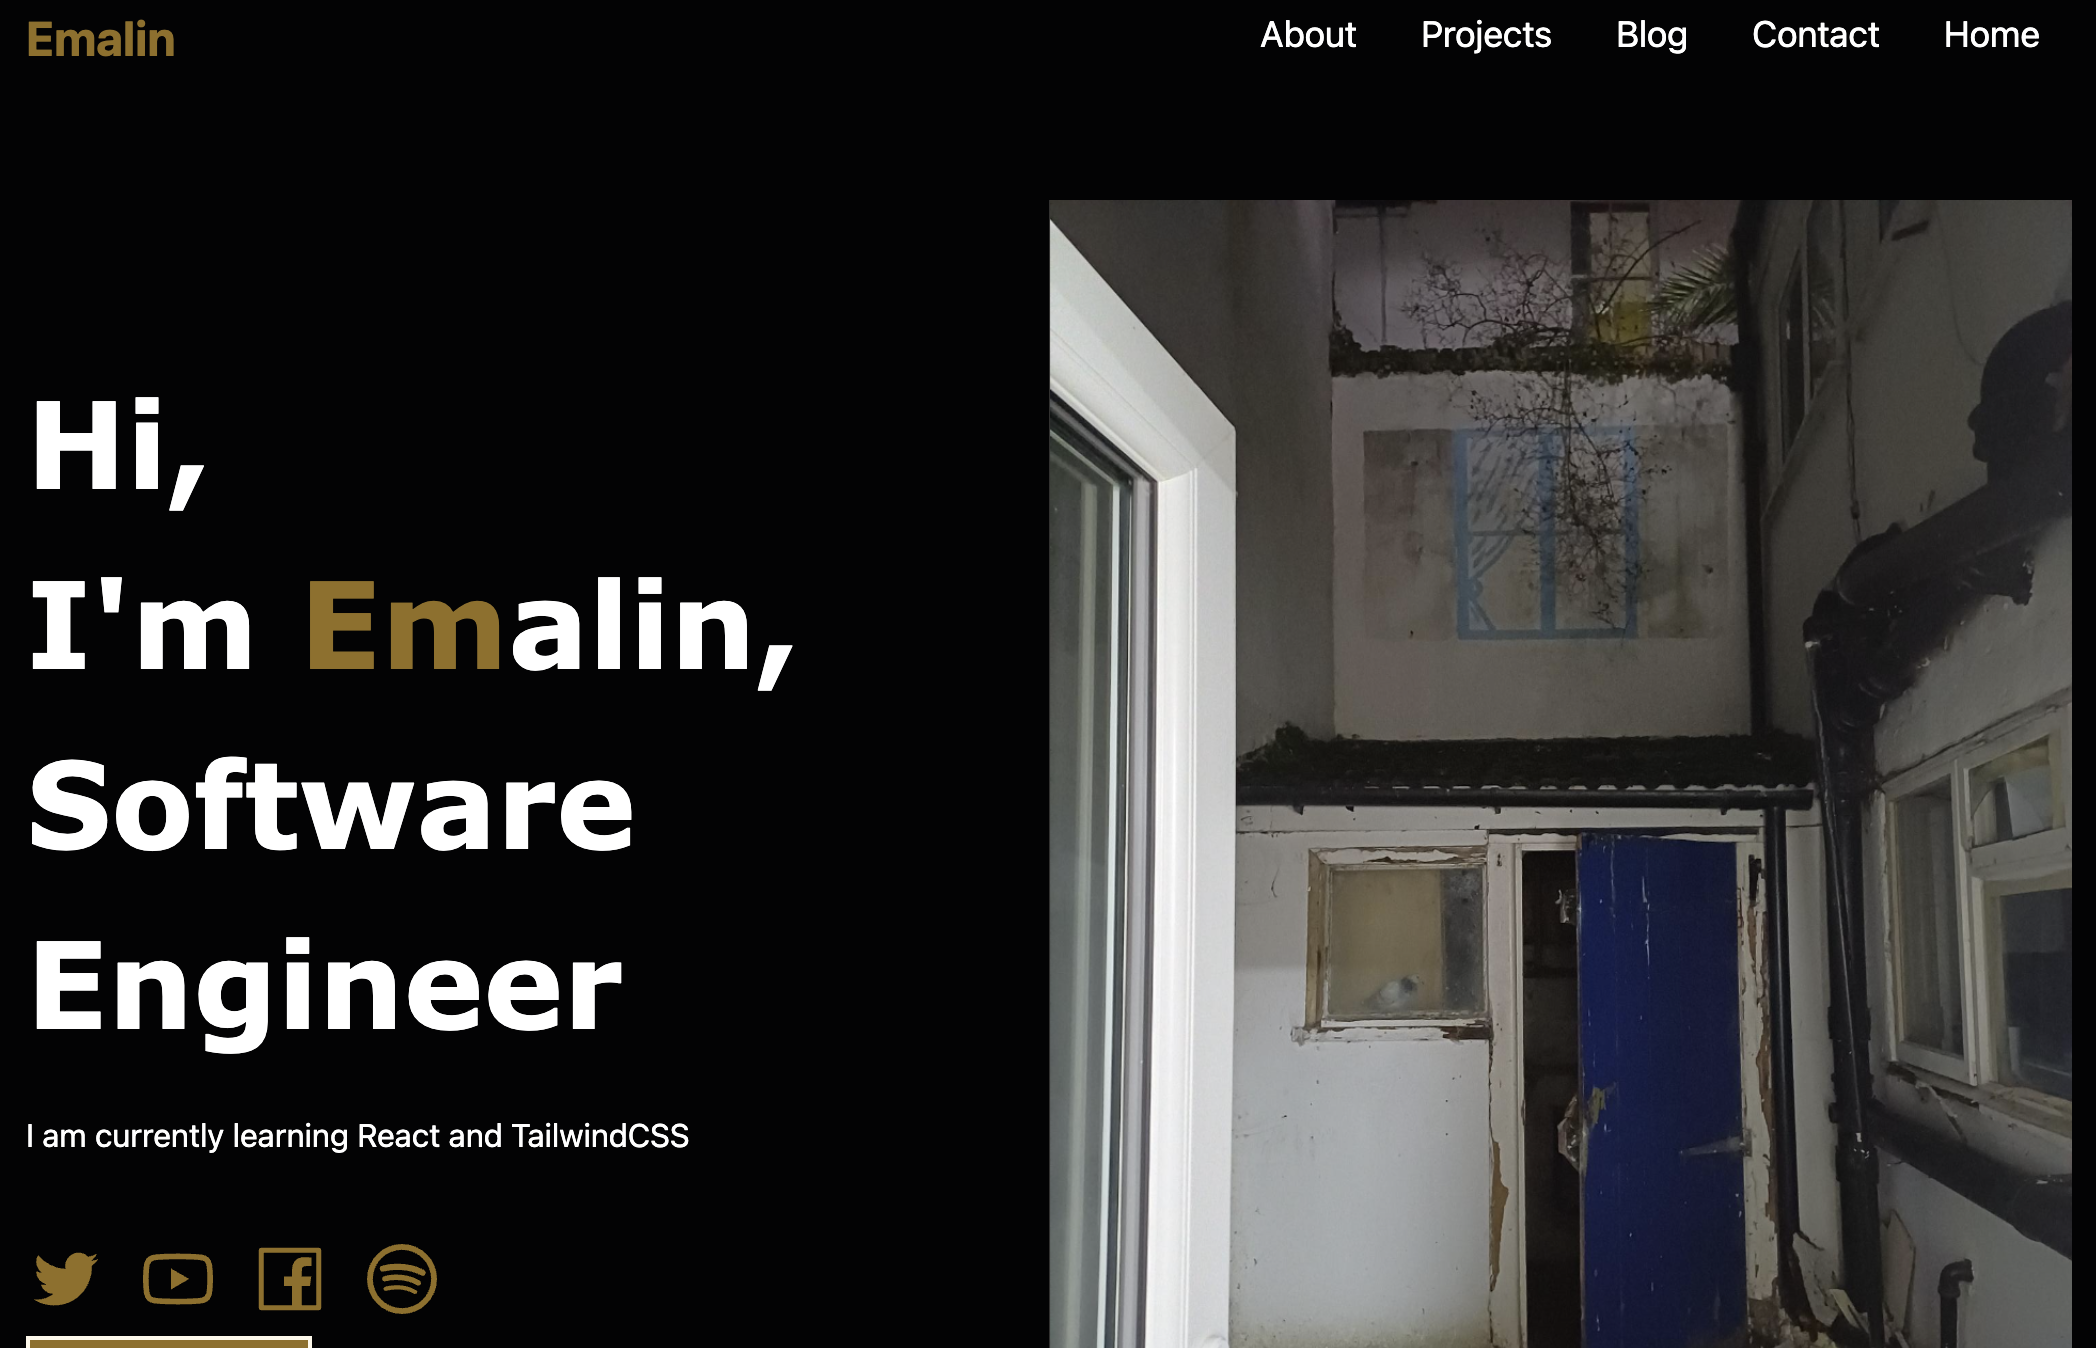 Emalin
About Projects Blog Contact Home
Hi,
I'm Emalin,
Software
Engineer
I am currently learning React and TailwindCSS